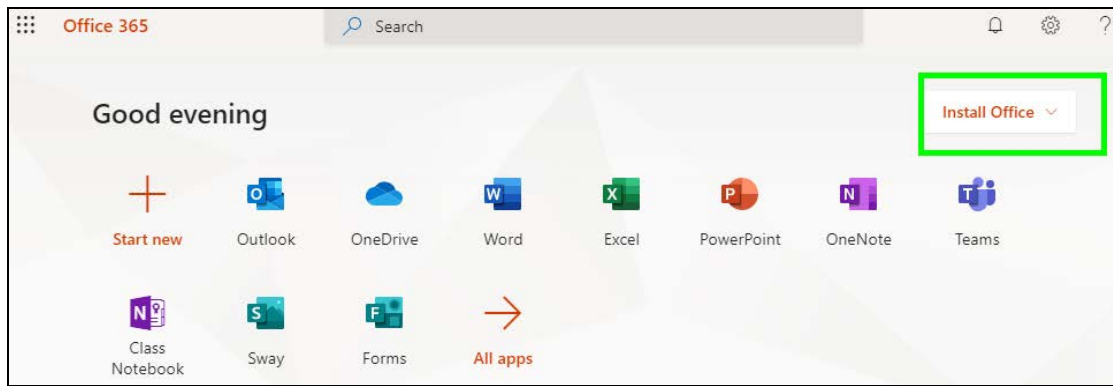 Office 365
Search
?
Good evening
Install Office
Start new
Outlook
OneDrive
Word
Excel
PowerPoint
OneNote
Teams
Class
Notebook
Sway
Forms
All apps